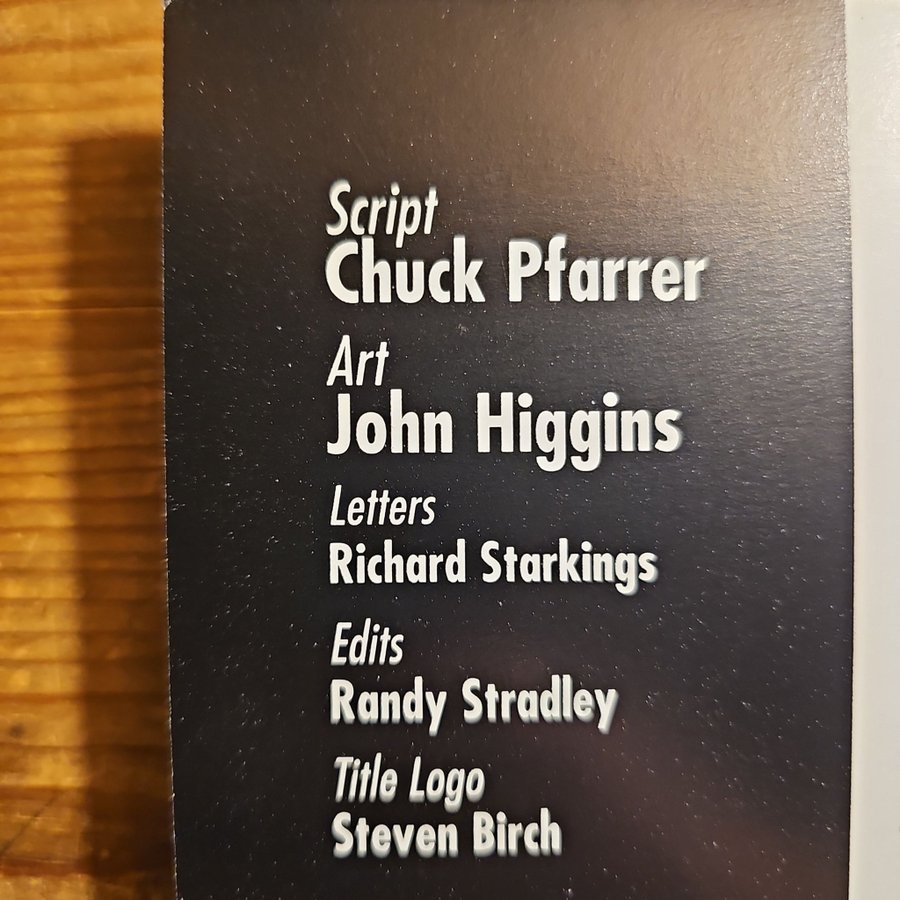 Script
Chuck Pfarrer
Art
John Higgins
Letters
Richard Starkings
Edits
Randy Stradley
Title Logo
Steven Birch